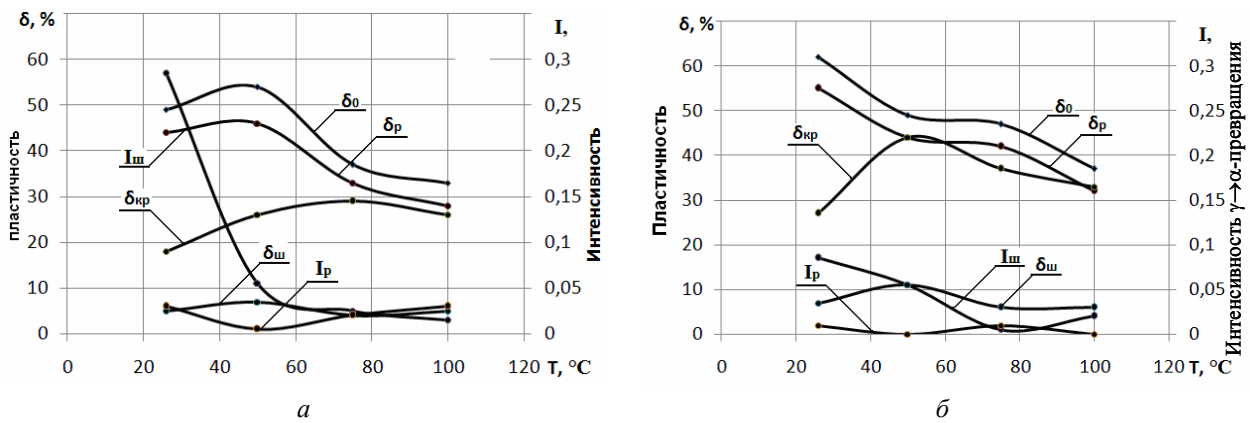 δ, %
I,
60
0,3
50
0,25
40
0,2
30
0,15
20
0,1
10
0,05
0
0
0
20
40
60
80
100
120
T, °C
пластичность
Интенсивность
δ₀
δр
Iш
δкр
δш
Iр
а
δ, %
I,
60
0,3
50
0,25
40
0,2
30
0,15
20
0,1
10
0,05
0
0
0
20
40
60
80
100
120
T, °C
Пластичность
Интенсивность γ→α-превращения
δкр
δ₀
δр
Iр
Iш
δш
б